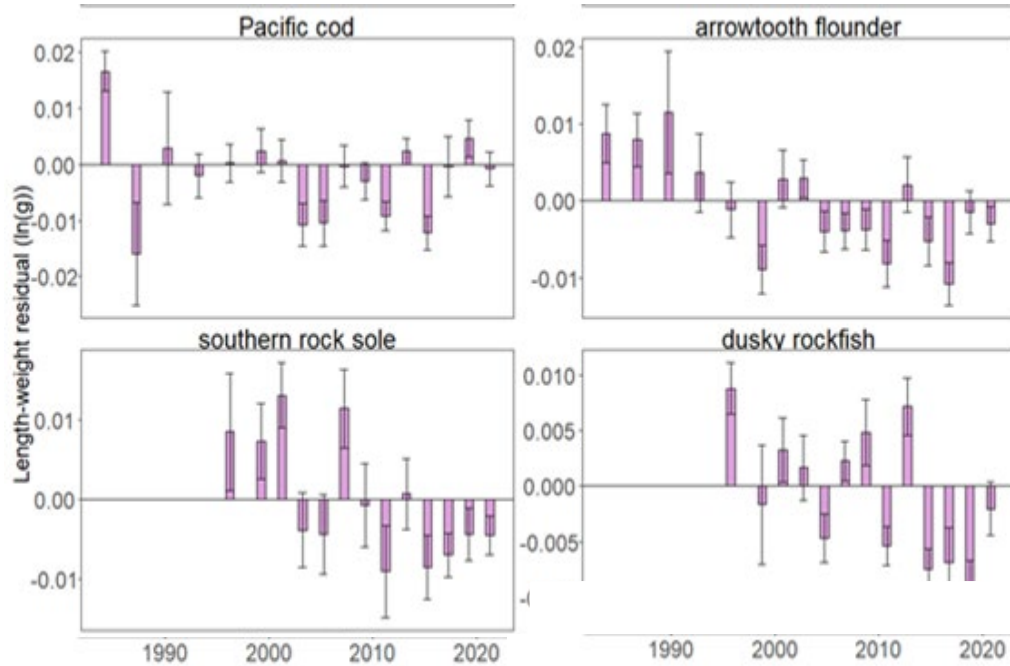 Pacific cod
arrowtooth flounder
0.02
0.01
0.00
-0.01
-0.02
0.02
0.01
0.00
-0.01
Length-weight residual (ln(g))
southern rock sole
dusky rockfish
0.01
0.00
-0.01
0.010
0.005
0.000
-0.005
1990 2000 2010 2020
1990 2000 2010 2020